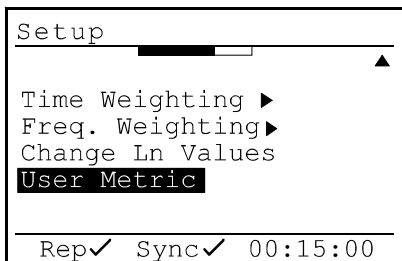 Setup
Time Weighting ▶
Freq. Weighting▶
Change Ln Values
User Metric
Rep✓ Sync✓ 00:15:00